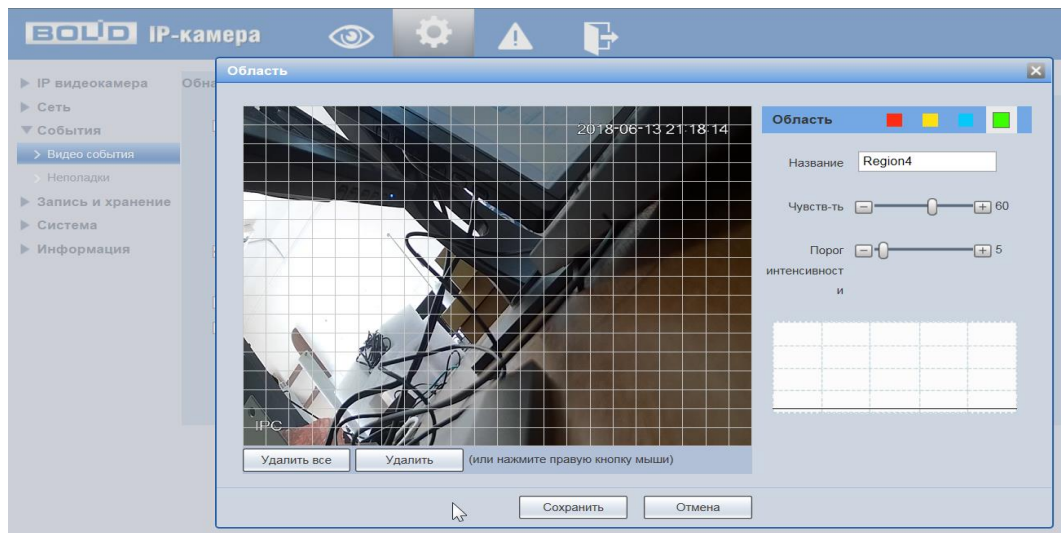 BOLID IP-камера
IP видеокамера
Сеть
События
Видео события
Неполадки
Запись и хранение
Система
Информация
Обна
Область
2018-06-13 21:18:14
IPC
Удалить все
Удалить
(или нажмите правую кнопку мыши)
Область
Название
Region4
Чувств-ть
60
Порог
интенсивност
и
5
Сохранить
Отмена